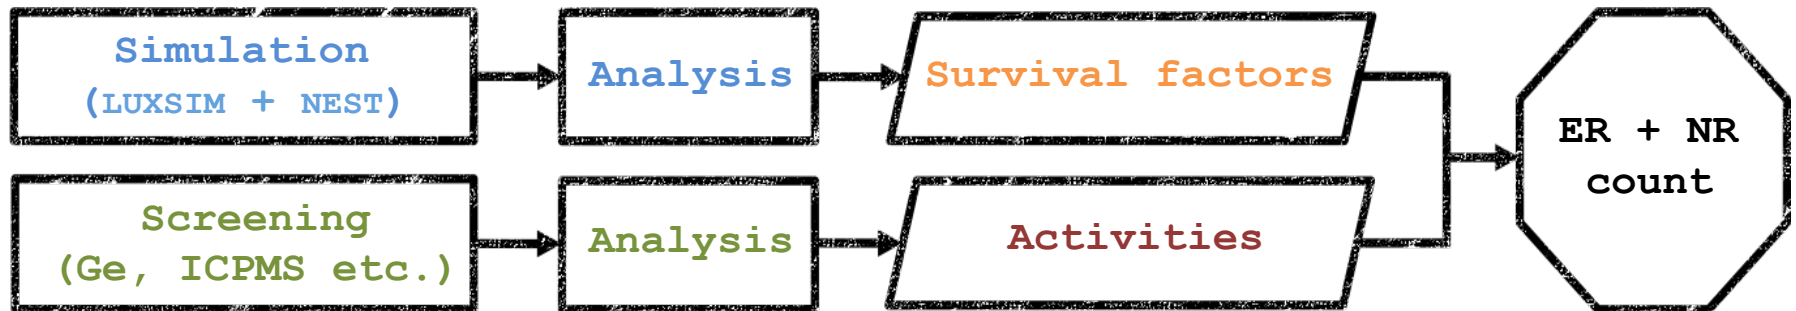 Simulation
(LUXSIM + NEST)
Analysis
Survival factors
Screening
(Ge, ICPMS etc.)
Analysis
Activities
ER + NR
count